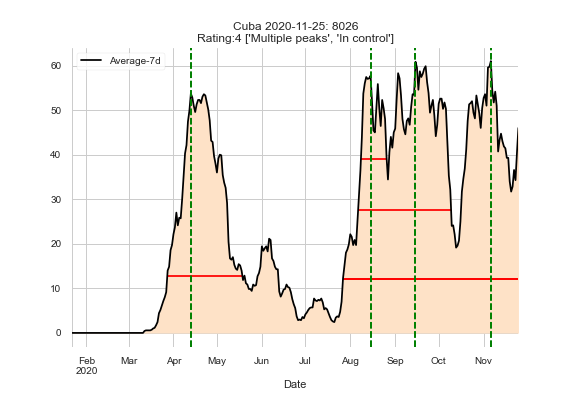 Cuba 2020-11-25: 8026
Rating:4 ['Multiple peaks', 'In control']
Average-7d
60
50
40
30
20
10
0
Feb Mar Apr May Jun Jul Aug Sep Oct Nov
2020
Date